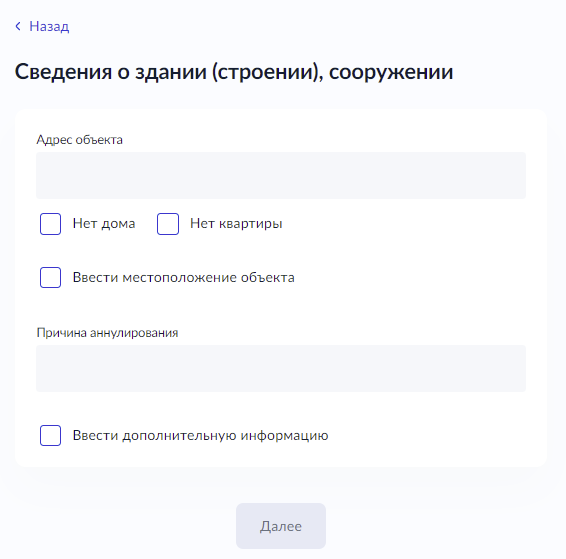 Назад
Сведения о здании (строении), сооружении
Адрес объекта
Нет дома Нет квартиры
Ввести местоположение объекта
Причина аннулирования
Ввести дополнительную информацию
Далее